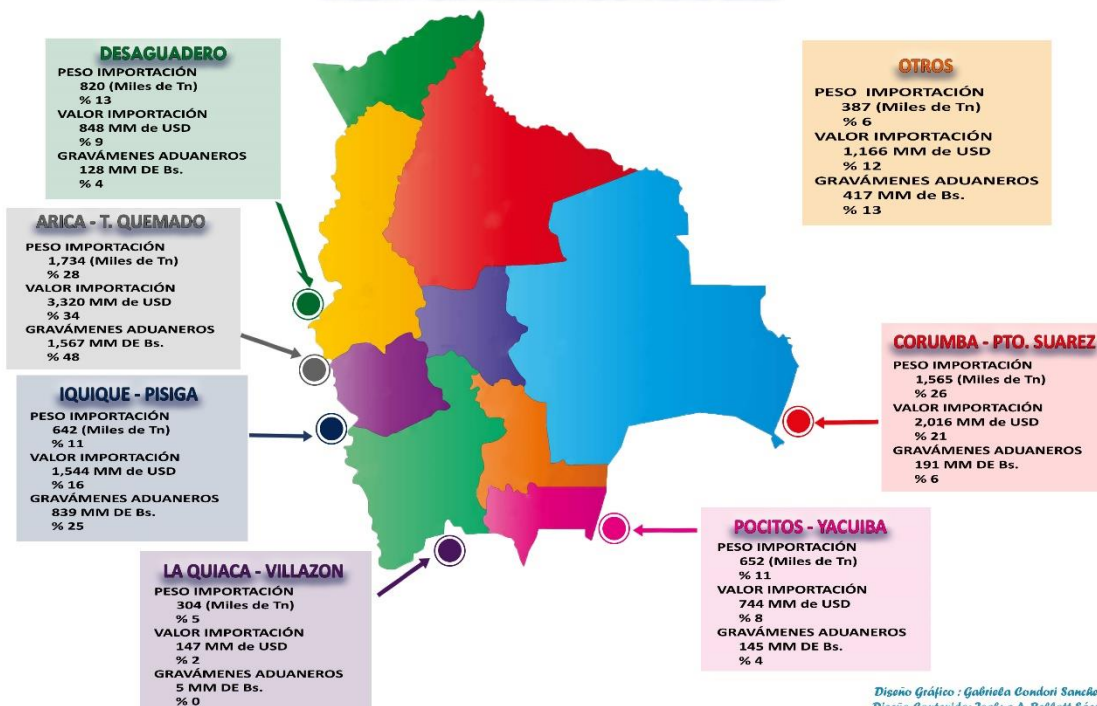 DESAGUADERO
PESO IMPORTACIÓN
820 (Miles de Tn)
% 13
VALOR IMPORTACIÓN
848 MM de USD
% 9
GRAVÁMENES ADUANEROS
128 MM DE Bs.
% 4
OTROS
PESO IMPORTACIÓN
387 (Miles de Tn)
% 6
VALOR IMPORTACIÓN
1,166 MM de USD
% 12
GRAVÁMENES ADUANEROS
417 MM de Bs.
% 13
ARICA - T. QUEMADO
PESO IMPORTACIÓN
1,734 (Miles de Tn)
% 28
VALOR IMPORTACIÓN
3,320 MM de USD
% 34
GRAVÁMENES ADUANEROS
1,567 MM DE Bs.
% 48
IQUIQUE - PISIGA
PESO IMPORTACIÓN
642 (Miles de Tn)
% 11
VALOR IMPORTACIÓN
1,544 MM de USD
% 16
GRAVÁMENES ADUANEROS
839 MM DE Bs.
% 25
CORUMBA - PTO. SUAREZ
PESO IMPORTACIÓN
1,565 (Miles de Tn)
% 26
VALOR IMPORTACIÓN
2,016 MM de USD
% 21
GRAVÁMENES ADUANEROS
191 MM DE Bs.
% 6
LA QUIACA - VILLAZON
PESO IMPORTACIÓN
304 (Miles de Tn)
% 5
VALOR IMPORTACIÓN
147 MM de USD
% 2
GRAVÁMENES ADUANEROS
5 MM DE Bs.
% 0
POCITOS - YACUIBA
PESO IMPORTACIÓN
652 (Miles de Tn)
% 11
VALOR IMPORTACIÓN
744 MM de USD
% 8
GRAVÁMENES ADUANEROS
145 MM DE Bs.
% 4
Diseño Gráfico : Gabriela Condori